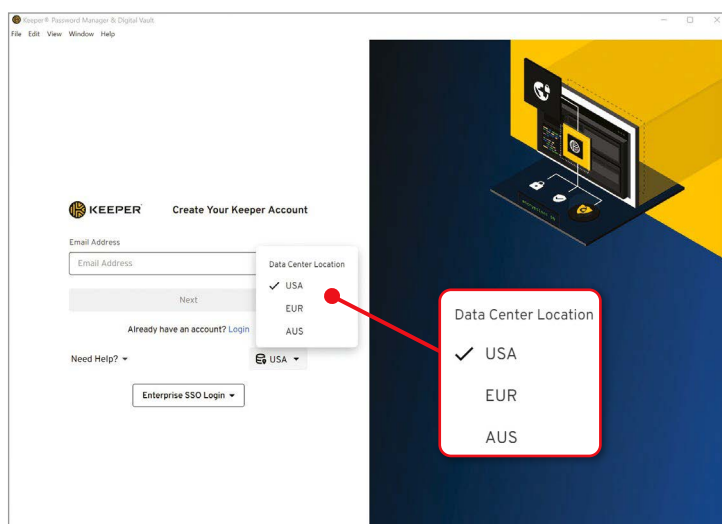 Keeper® Password Manager & Digital Vault
File Edit View Window Help
KEEPER
Create Your Keeper Account
Email Address
Email Address
Data Center Location
USA
EUR
AUS
Next
Already have an account? Login
Need Help?
USA
Enterprise SSO Login
Data Center Location
USA
EUR
AUS